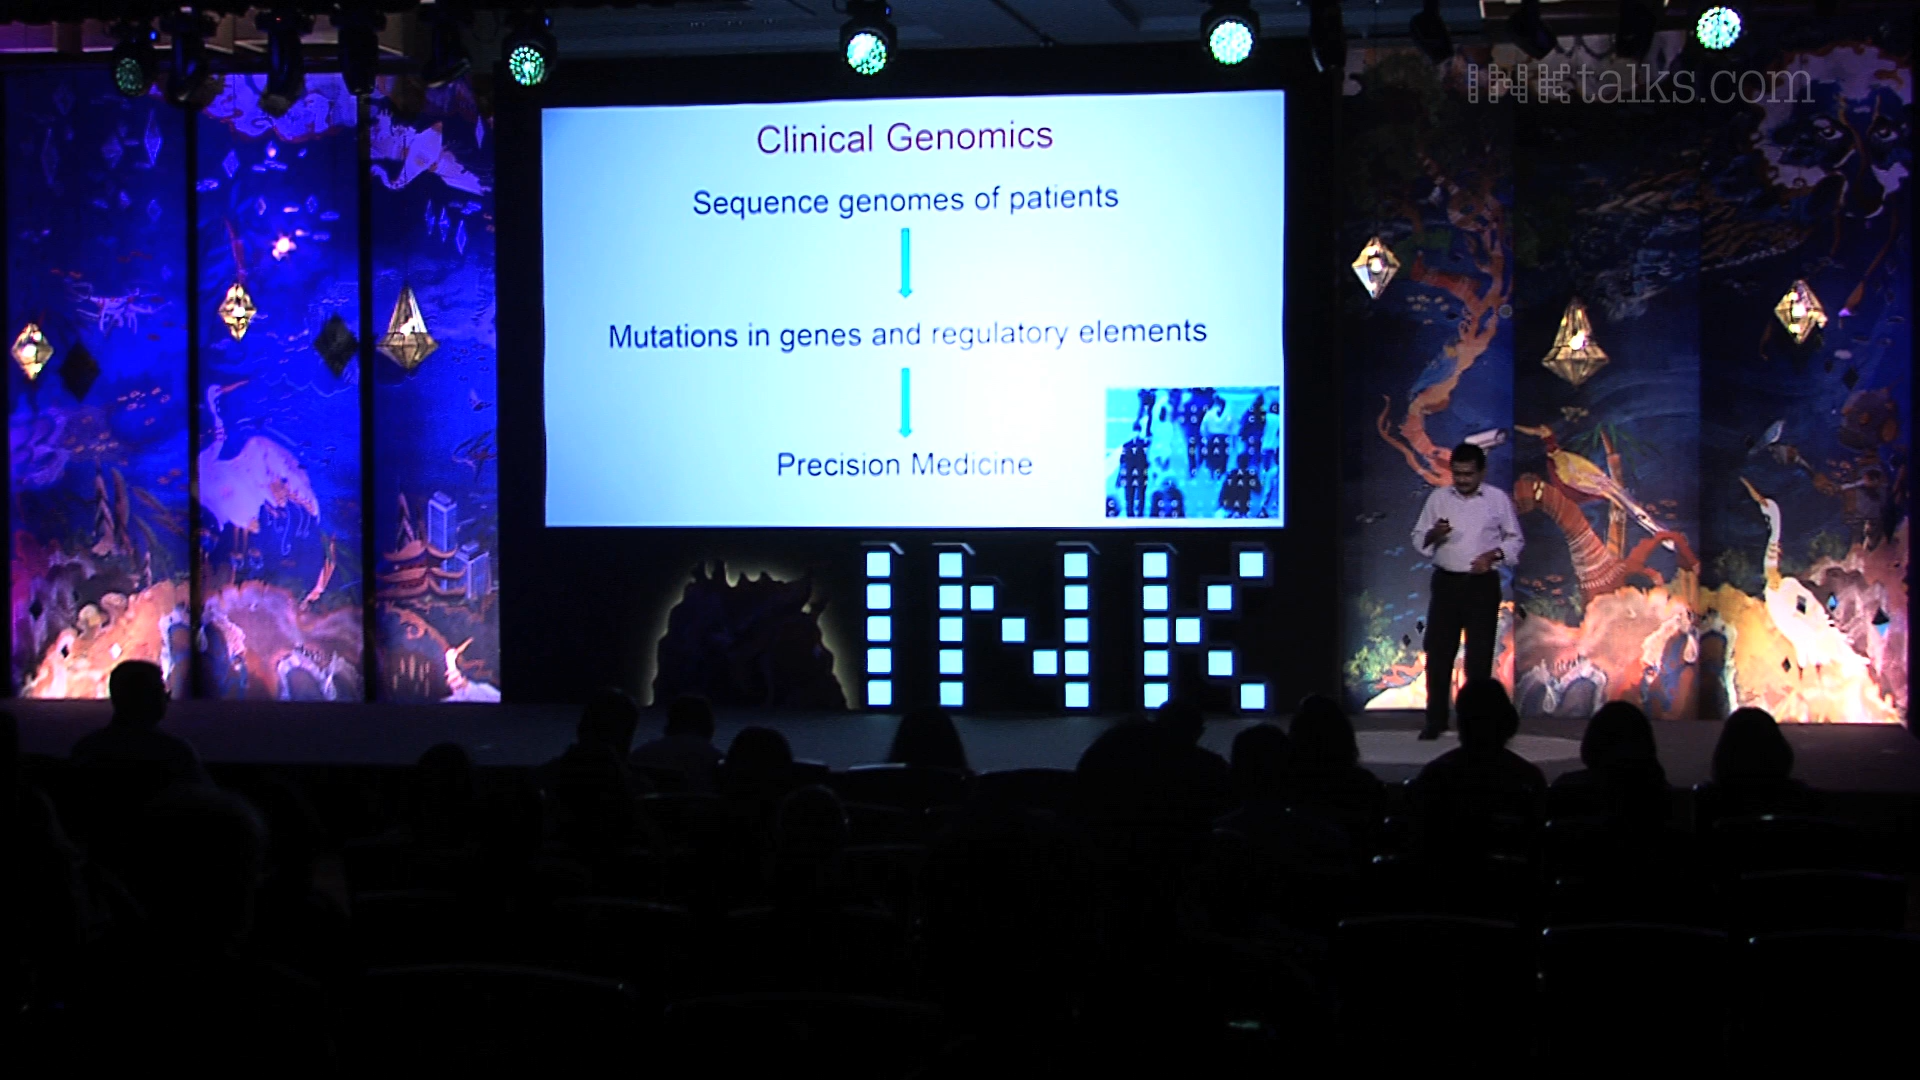 INKtalks.com
Clinical Genomics
Sequence genomes of patients
Mutations in genes and regulatory elements
Precision Medicine
INK